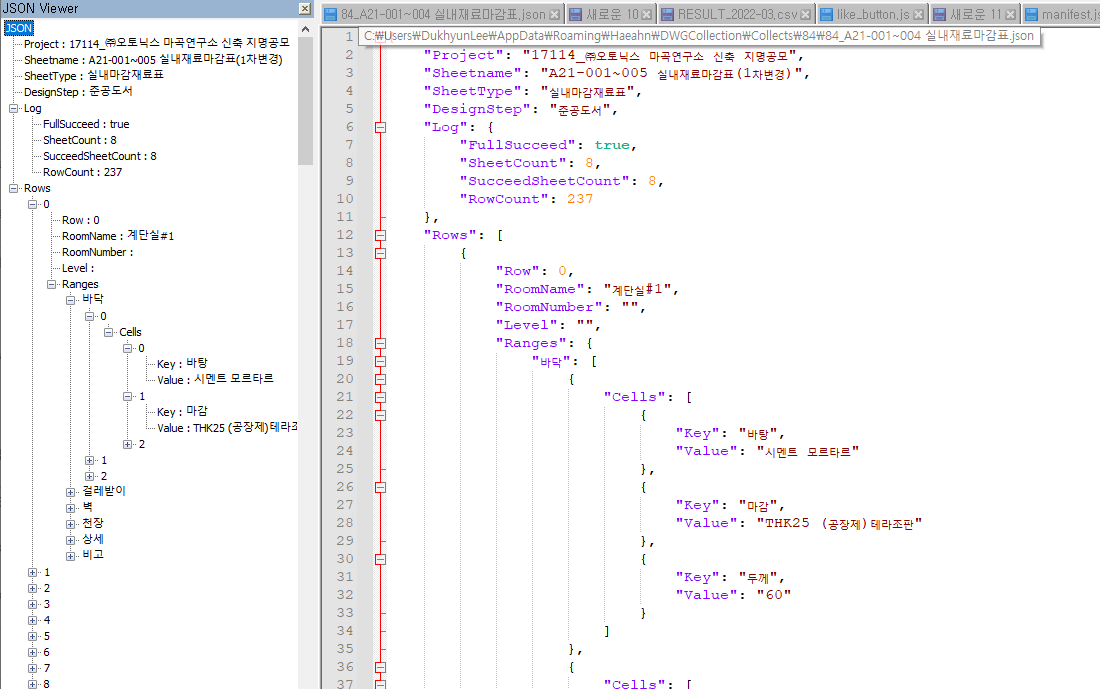 JSON Viewer
JSON
Project : 17114_㈜오토닉스 마곡연구소 신축 지명공모
Sheetname : A21-001~005 실내재료마감표(1차변경)
SheetType : 실내마감재료표
DesignStep : 준공도서
Log
FullSucceed : true
SheetCount : 8
SucceedSheetCount : 8
RowCount : 237
Rows
0
Row : 0
RoomName : 계단실#1
RoomNumber :
Level :
Ranges
바닥
0
Cells
0
Key : 바탕
Value : 시멘트 모르타르
1
Key : 마감
Value : THK25 (공장제)테라조
2
1
2
걸레받이
벽
천장
상세
비고
1
2
3
4
5
6
7
8
84_A21-001~004 실내재료마감표.json
새로운 10
RESULT_2022-03.csv
like_button.js
새로운 11
manifest.js
C:₩Users₩DukhyunLee₩AppData₩Roaming₩Haeahn₩DWGCollection₩Collects₩84₩84_A21-001~004 실내재료마감표.json
1
2 "Project": "17114_㈜오토닉스 마곡연구소 신축 지명공모",
3 "Sheetname": "A21-001~005 실내재료마감표(1차변경)",
4 "SheetType": "실내마감재료표",
5 "DesignStep": "준공도서",
6 "Log": {
7 "FullSucceed": true,
8 "SheetCount": 8,
9 "SucceedSheetCount": 8,
10 "RowCount": 237
11 },
12 "Rows": [
13 {
14 "Row": 0,
15 "RoomName": "계단실#1",
16 "RoomNumber": "",
17 "Level": "",
18 "Ranges": {
19 "바닥": [
20 {
21 "Cells": [
22 {
23 "Key": "바탕",
24 "Value": "시멘트 모르타르"
25 },
26 {
27 "Key": "마감",
28 "Value": "THK25 (공장제)테라조판"
29 },
30 {
31 "Key": "두께",
32 "Value": "60"
33 }
34 ]
35 },
36 {
37 "Cells": [